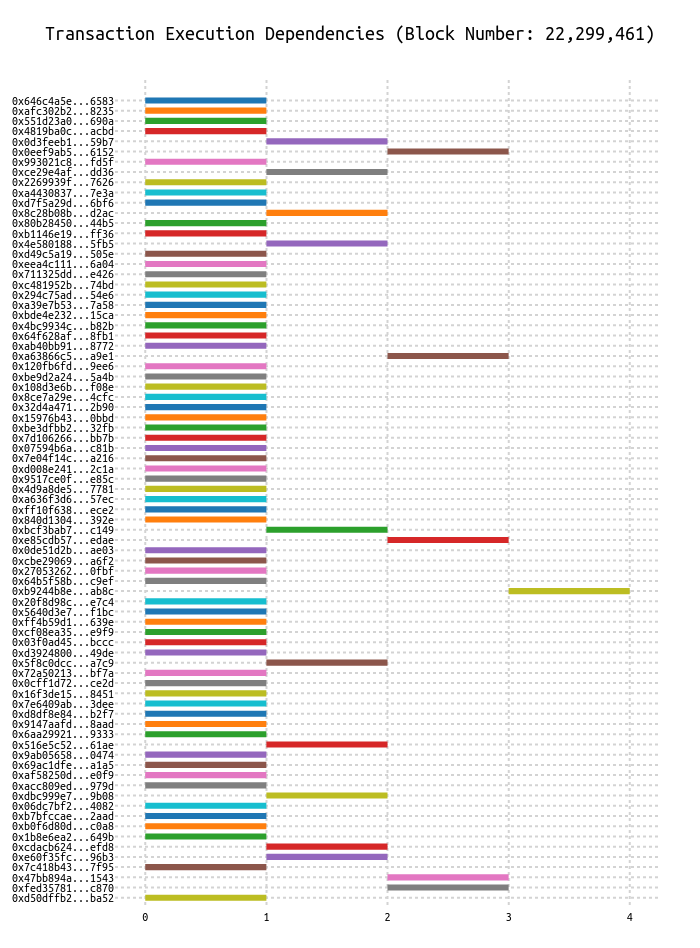 Transaction Execution Dependencies (Block Number: 22,299,461)
0x646c4a5e...6583
0xafc302b2...8235
0x551d23a0...690a
0x4819ba0c...acbd
0x0d3feeb1...59b7
0x0eef9ab5...6152
0x993021c8...fd5f
0xce29e4af...dd36
0x2269939f...7626
0xa4430837...7e3a
0xd7f5a29d...6bf6
0x8c28b08b...d2ac
0x80b28450...44b5
0xb1146e19...ff36
0x4e580188...5fb5
0xd49c5a19...505e
0xeea4c111...6a04
0x711325dd...e426
0xc481952b...74bd
0x294c75ad...54e6
0xa39e7b53...7a58
0xbde4e232...15ca
0x4bc9934c...b82b
0x64f628af...8fb1
0xab40bb91...8772
0xa63866c5...a9e1
0x120fb6fd...9ee6
0xbe9d2a24...5a4b
0x108d3e6b...f08e
0x8ce7a29e...4cfc
0x32d4a471...2b90
0x15976b43...0bbd
0xbe3dfbb2...32fb
0x7d106266...bb7b
0x07594b6a...c81b
0x7e04f14c...a216
0xd008e241...2c1a
0x9517ce0f...e85c
0x4d9a8de5...7781
0xa636f3d6...57ec
0xff10f638...ece2
0x840d1304...392e
0xbcf3bab7...c149
0xe85cdb57...edae
0x0de51d2b...ae03
0xcbe29069...a6f2
0x27053262...0fbf
0x64b5f58b...c9ef
0xb9244b8e...ab8c
0x20f8d98c...e7c4
0x5640d3e7...f1bc
0xff4b59d1...639e
0xcf08ea35...e9f9
0x03f0ad45...bccc
0xd3924800...49de
0x5f8c0dcc...a7c9
0x72a50213...bf7a
0x0cff1d72...ce2d
0x16f3de15...8451
0x7e6409ab...3dee
0xd8df8e84...b2f7
0x9147aafd...8aad
0x6aa29921...9333
0x516e5c52...61ae
0x9ab05658...0474
0x69ac1dfe...a1a5
0xaf58250d...e0f9
0xacc809ed...979d
0xdbc999e7...9b08
0x06dc7bf2...4082
0xb7bfccae...2aad
0xb0f6d80d...c0a8
0x1b8e6ea2...649b
0xcdacb624...efd8
0xe60f35fc...96b3
0x7c418b43...7f95
0x47bb894a...1543
0xfed35781...c870
0xd50dffb2...ba52
0 1 2 3 4